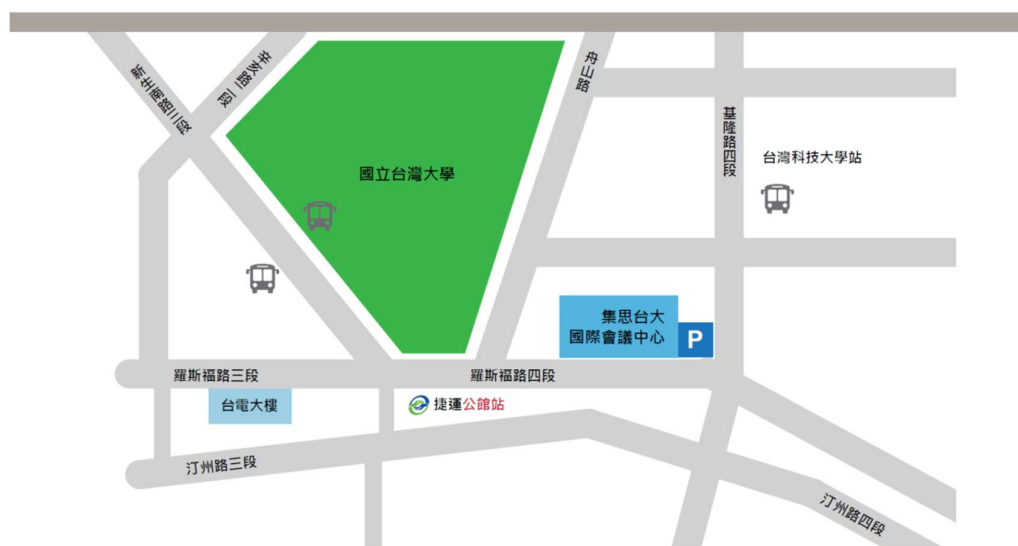 新生南路三段
辛亥路一段
舟山路
國立台灣大學
基隆路四段
台灣科技大學站
集思台大
國際會議中心
P
羅斯福路三段
羅斯福路四段
台電大樓
捷運公館站
汀州路三段
汀州路四段